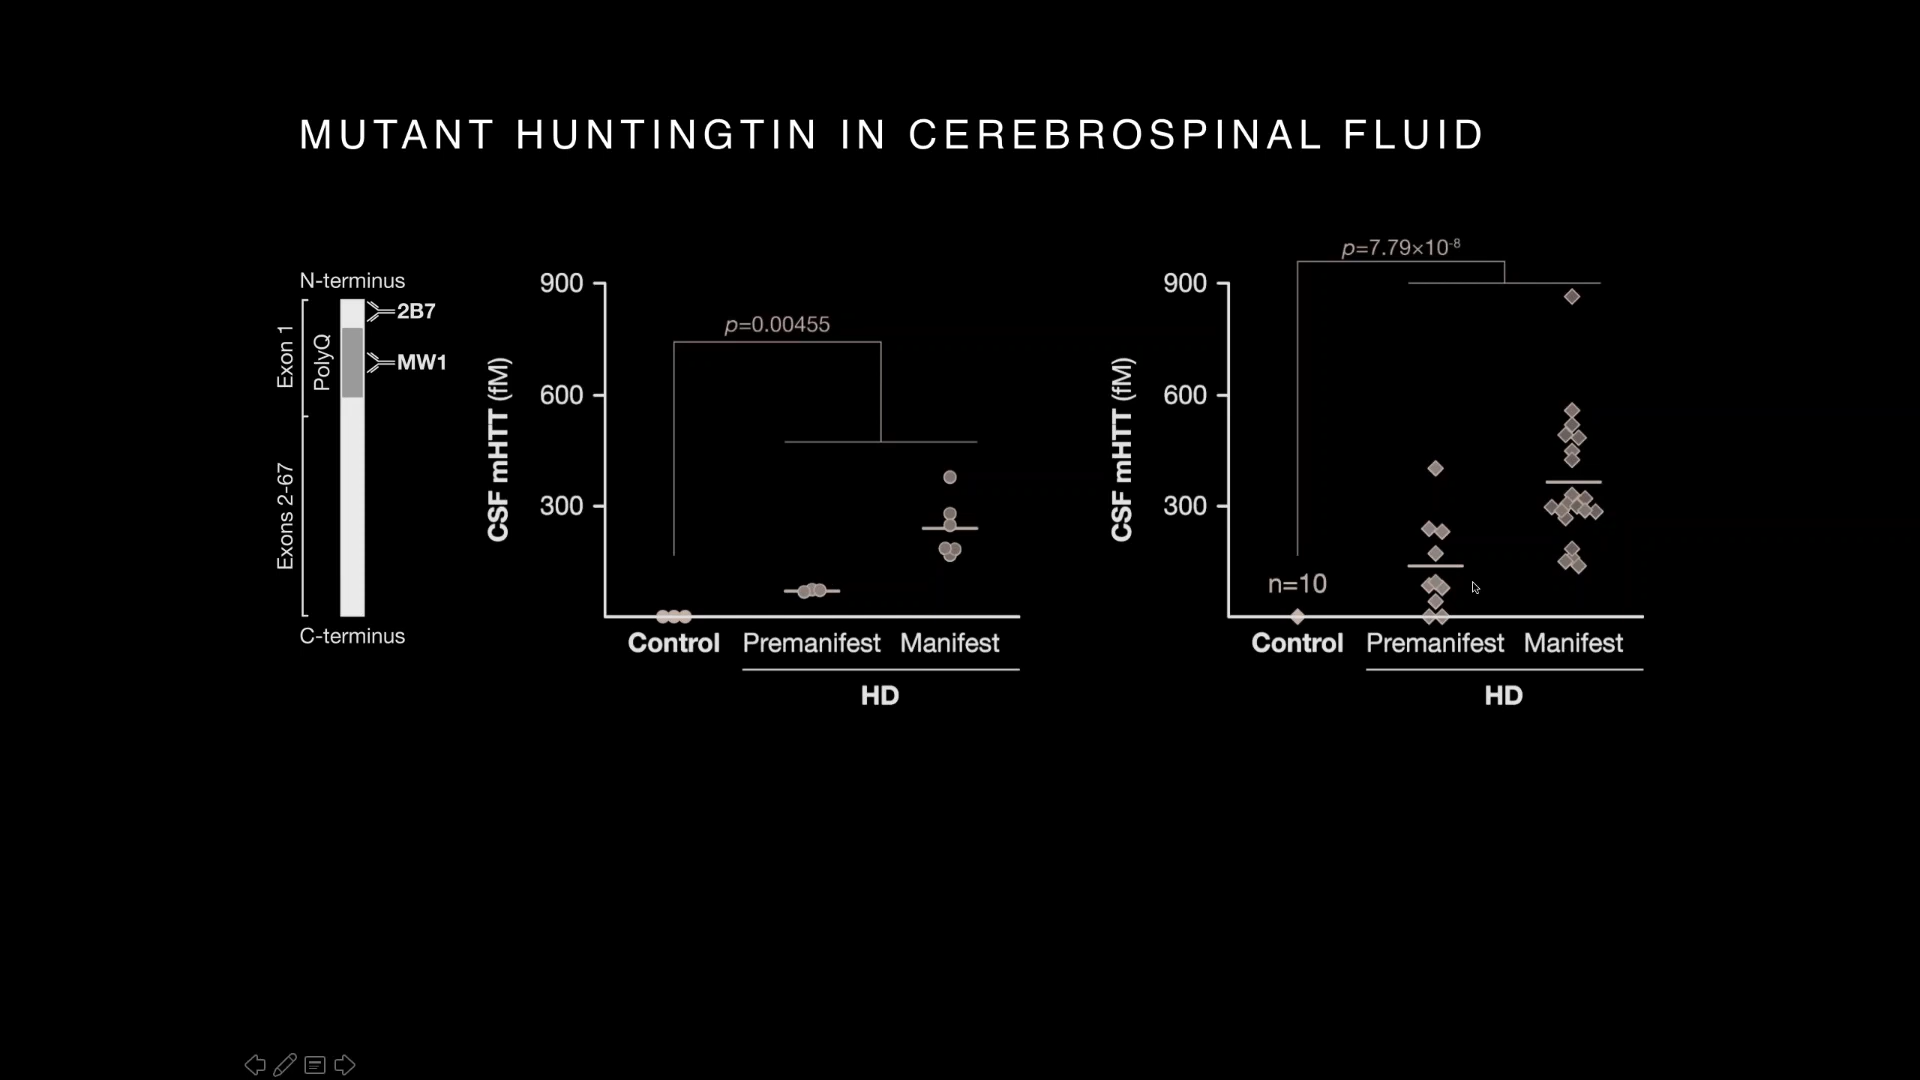 MUTANT HUNTINGTIN IN CEREBROSPINAL FLUID
N-terminus
Exon 1
PolyQ
2B7
MW1
Exons 2-67
C-terminus
CSF mHTT (fM)
900
600
300
p=0.00455
Control
Premanifest
Manifest
HD
CSF mHTT (fM)
900
600
300
p=7.79×10⁻⁸
n=10
Control
Premanifest
Manifest
HD